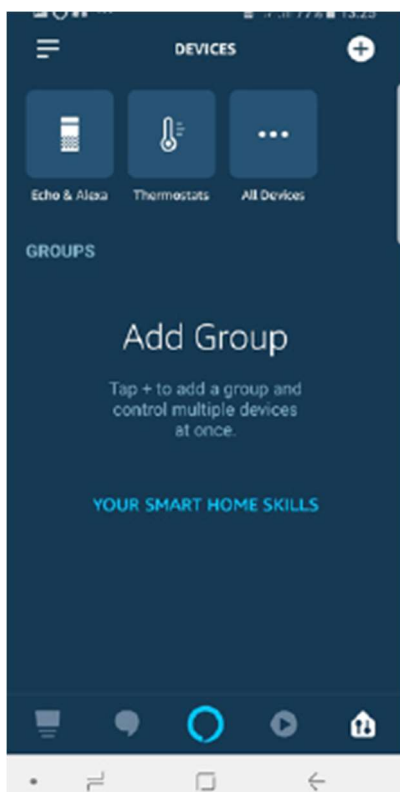 DEVICES
Echo & Alexa
Thermostats
All Devices
GROUPS
Add Group
Tap + to add a group and
control multiple devices
at once.
YOUR SMART HOME SKILLS